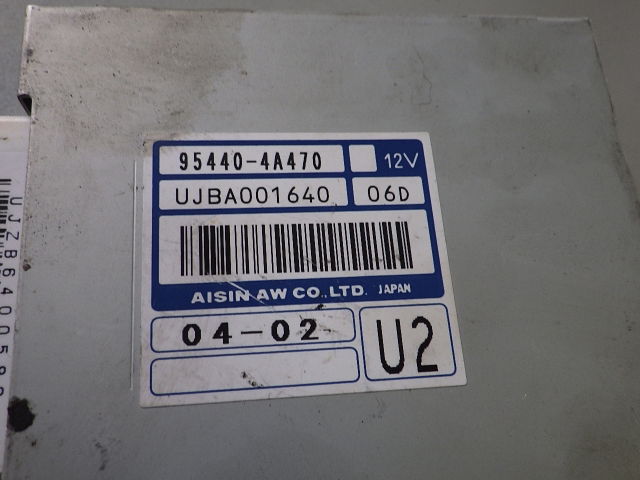 95440-4A470 12V
UJBA001640 06D
AISIN AW CO.,LTD. JAPAN
04-02
U2